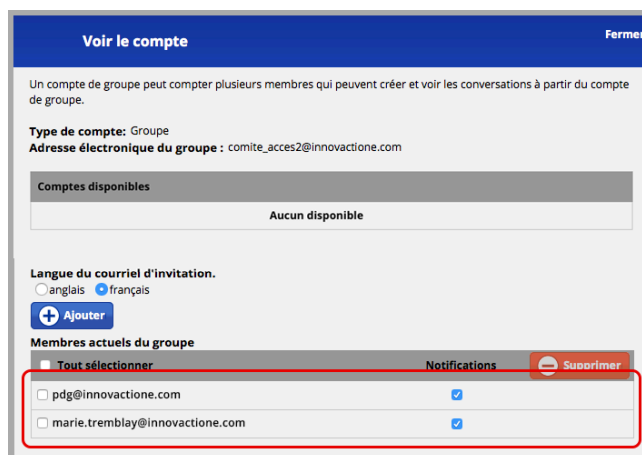 Voir le compte
Fermer
Un compte de groupe peut compter plusieurs membres qui peuvent créer et voir les conversations à partir du compte
de groupe.
Type de compte: Groupe
Adresse électronique du groupe : comite_acces2@innovactione.com
Comptes disponibles
Aucun disponible
Langue du courriel d'invitation.
anglais français
Ajouter
Membres actuels du groupe
Tout sélectionner Notifications Supprimer
pdg@innovactione.com
marie.tremblay@innovactione.com